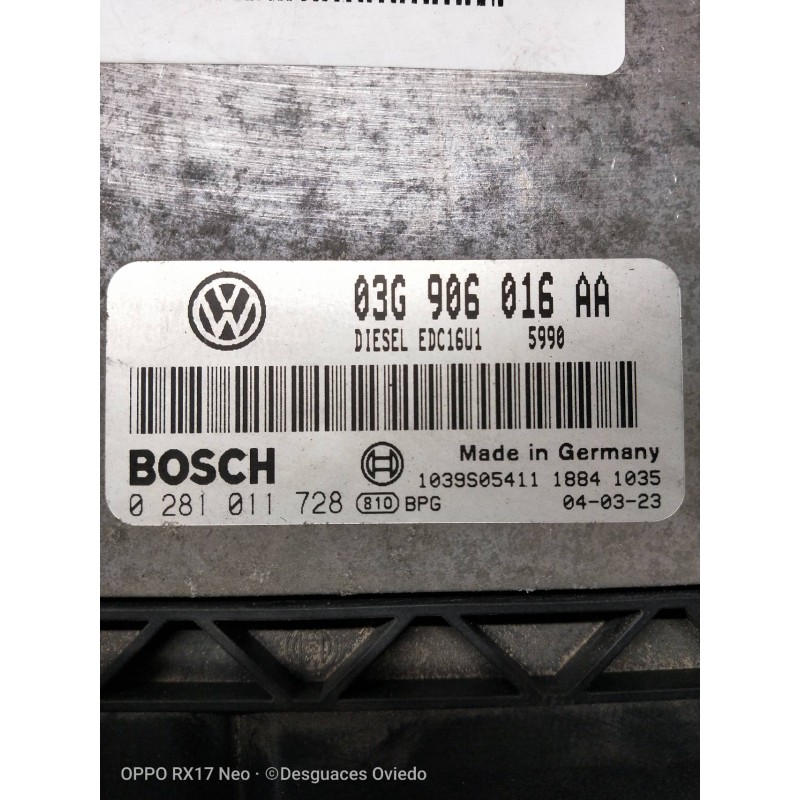 03G 906 016 AA
DIESEL EDC16U1 5990
BOSCH
Made in Germany
1039S05411 1884 1035
0 281 011 728 810 BPG 04-03-23
OPPO RX17 Neo · ©Desguaces Oviedo